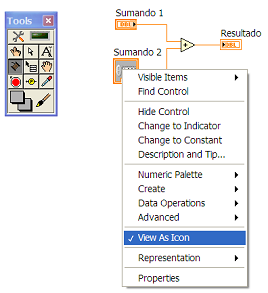 Tools
A
Sumando 1
DBL
Sumando 2
Resultado
DBL
Visible Items
Find Control
Hide Control
Change to Indicator
Change to Constant
Description and Tip...
Numeric Palette
Create
Data Operations
Advanced
View As Icon
Representation
Properties